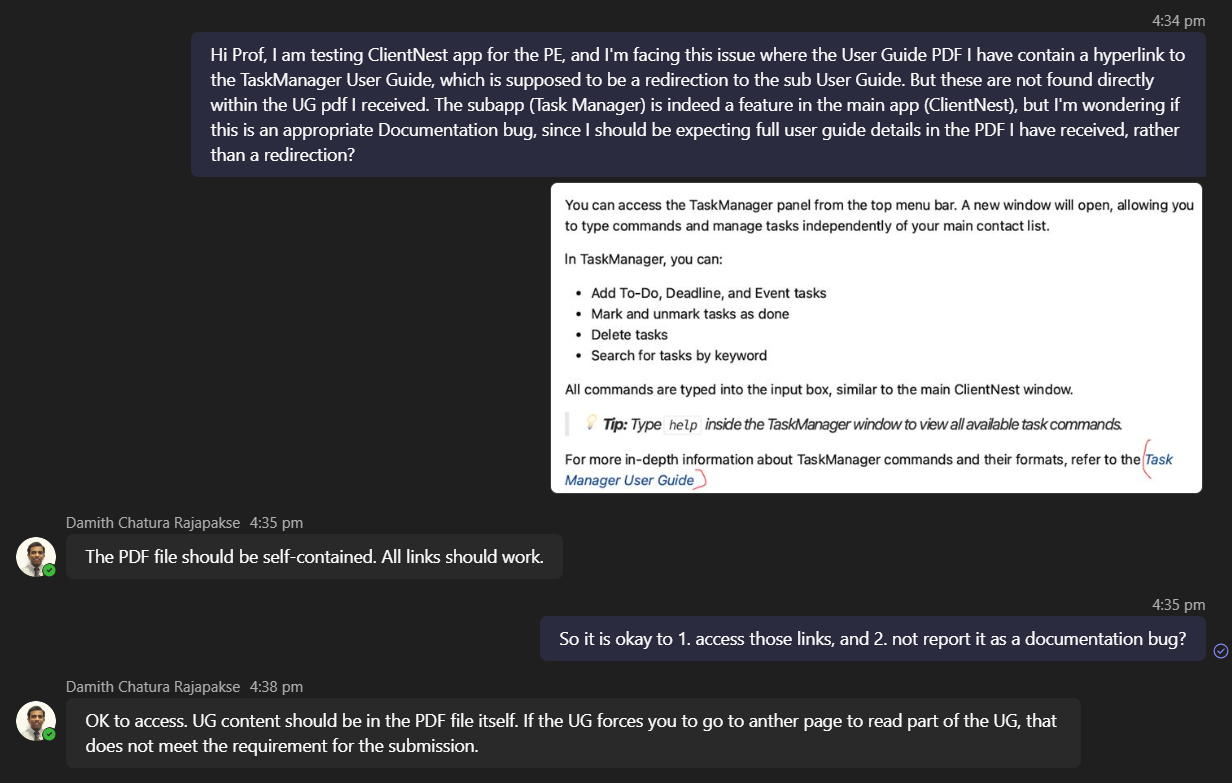 4:34 pm
Hi Prof, I am testing ClientNest app for the PE, and I'm facing this issue where the User Guide PDF I have contain a hyperlink to
the TaskManager User Guide, which is supposed to be a redirection to the sub User Guide. But these are not found directly
within the UG pdf I received. The subapp (Task Manager) is indeed a feature in the main app (ClientNest), but I'm wondering if
this is an appropriate Documentation bug, since I should be expecting full user guide details in the PDF I have received, rather
than a redirection?
You can access the TaskManager panel from the top menu bar. A new window will open, allowing you
to type commands and manage tasks independently of your main contact list.
In TaskManager, you can:
• Add To-Do, Deadline, and Event tasks
• Mark and unmark tasks as done
• Delete tasks
• Search for tasks by keyword
All commands are typed into the input box, similar to the main ClientNest window.
💡 Tip: Type help inside the TaskManager window to view all available task commands.
For more in-depth information about TaskManager commands and their formats, refer to the Task
Manager User Guide
Damith Chatura Rajapakse 4:35 pm
The PDF file should be self-contained. All links should work.
4:35 pm
So it is okay to 1. access those links, and 2. not report it as a documentation bug?
Damith Chatura Rajapakse 4:38 pm
OK to access. UG content should be in the PDF file itself. If the UG forces you to go to anther page to read part of the UG, that
does not meet the requirement for the submission.